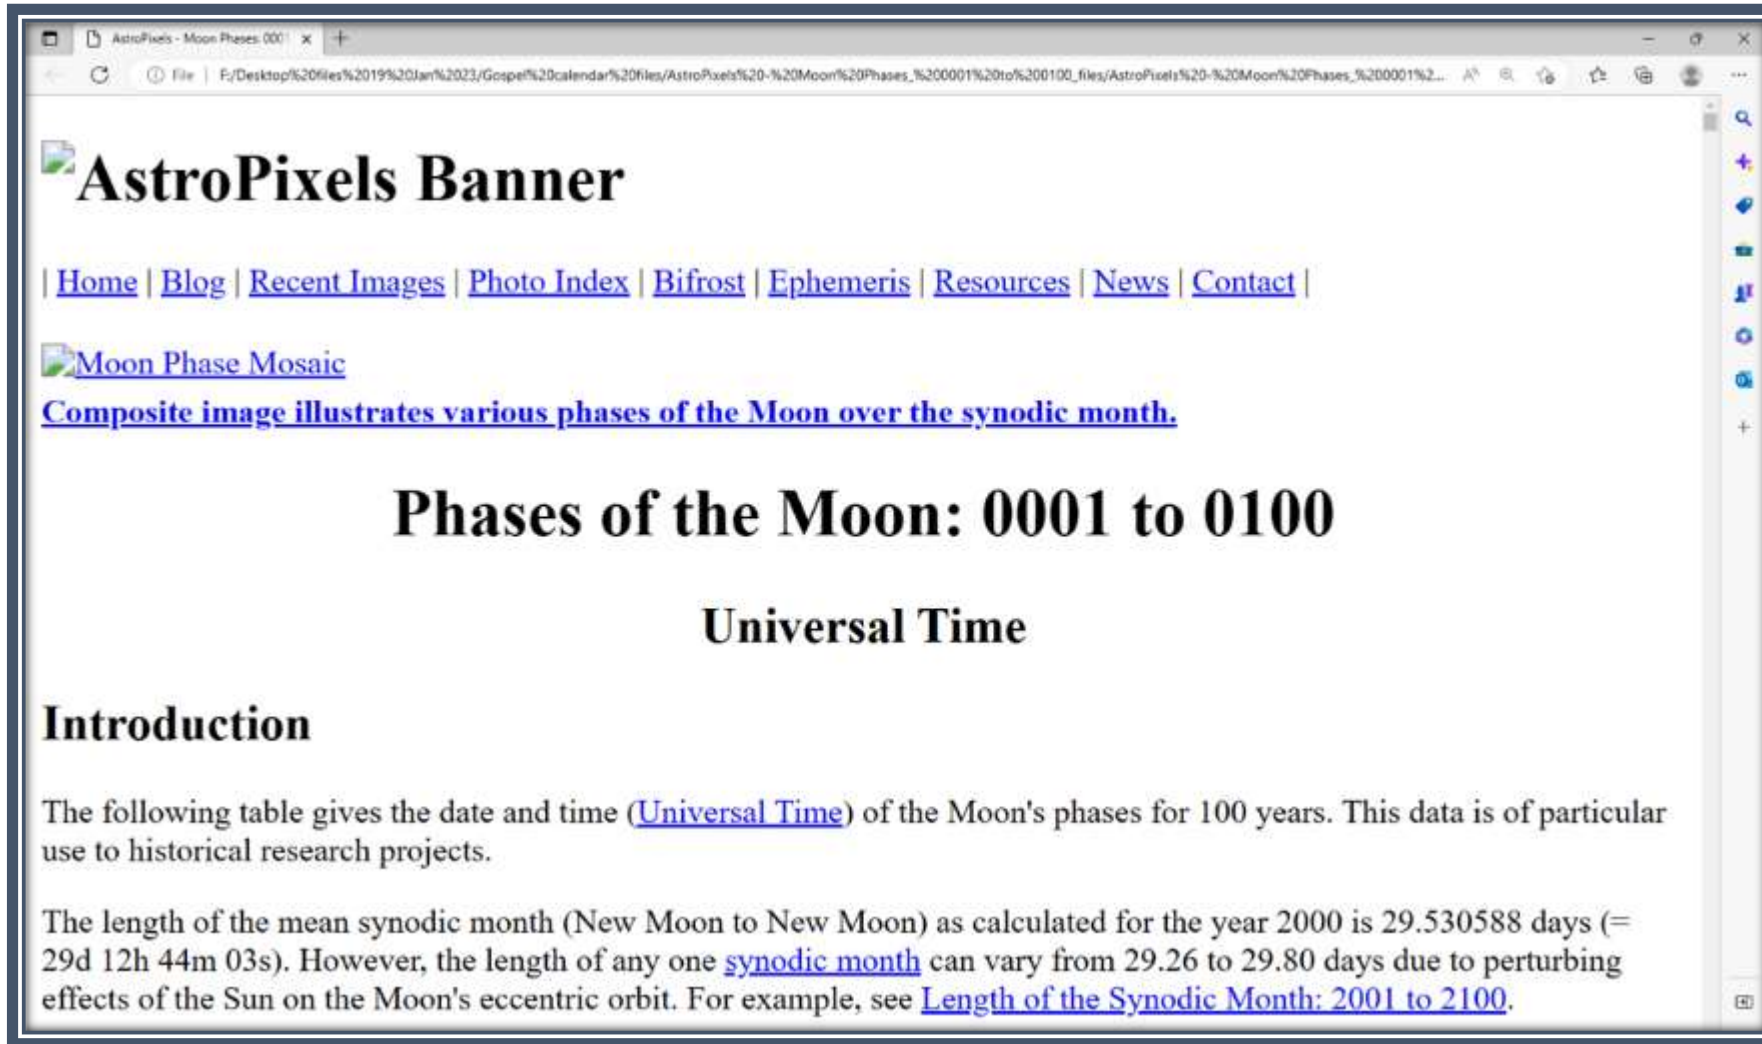 AstroPixels - Moon Phases: 0001
File | F:/Desktop%20files%2019%20Jan%2023/Gospel%20calendar%20files/AstroPixels%20-%20Moon%20Phases_%200001%20to%200100_files/AstroPixels%20-%20Moon%20Phases_%200001%2...
AstroPixels Banner
| Home | Blog | Recent Images | Photo Index | Bifrost | Ephemeris | Resources | News | Contact |
Moon Phase Mosaic
Composite image illustrates various phases of the Moon over the synodic month.
Phases of the Moon: 0001 to 0100
Universal Time
Introduction
The following table gives the date and time (Universal Time) of the Moon's phases for 100 years. This data is of particular
use to historical research projects.
The length of the mean synodic month (New Moon to New Moon) as calculated for the year 2000 is 29.530588 days (=
29d 12h 44m 03s). However, the length of any one synodic month can vary from 29.26 to 29.80 days due to perturbing
effects of the Sun on the Moon's eccentric orbit. For example, see Length of the Synodic Month: 2001 to 2100.